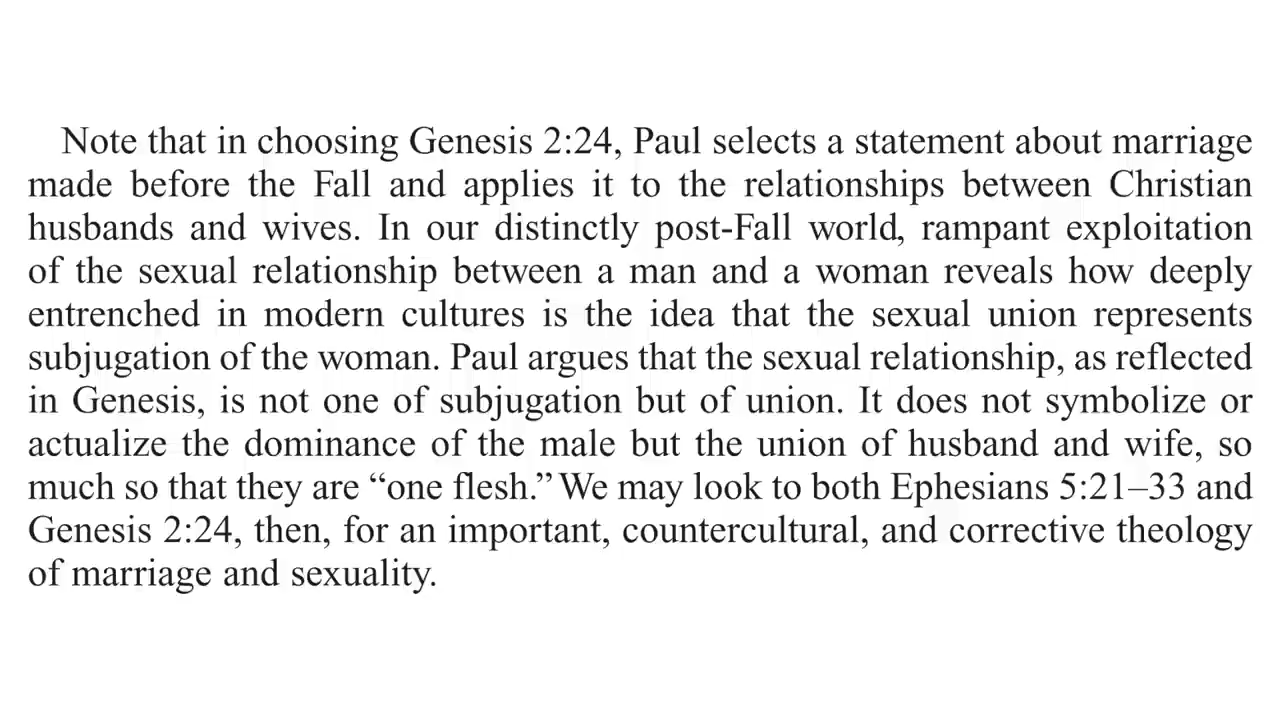 Note that in choosing Genesis 2:24, Paul selects a statement about marriage
made before the Fall and applies it to the relationships between Christian
husbands and wives. In our distinctly post-Fall world, rampant exploitation
of the sexual relationship between a man and a woman reveals how deeply
entrenched in modern cultures is the idea that the sexual union represents
subjugation of the woman. Paul argues that the sexual relationship, as reflected
in Genesis, is not one of subjugation but of union. It does not symbolize or
actualize the dominance of the male but the union of husband and wife, so
much so that they are “one flesh.” We may look to both Ephesians 5:21–33 and
Genesis 2:24, then, for an important, countercultural, and corrective theology
of marriage and sexuality.